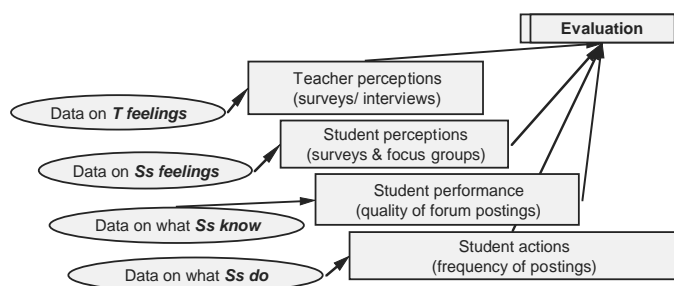 Evaluation
Teacher perceptions
(surveys/ interviews)
Data on T feelings
Student perceptions
(surveys & focus groups)
Data on Ss feelings
Student performance
(quality of forum postings)
Data on what Ss know
Student actions
(frequency of postings)
Data on what Ss do